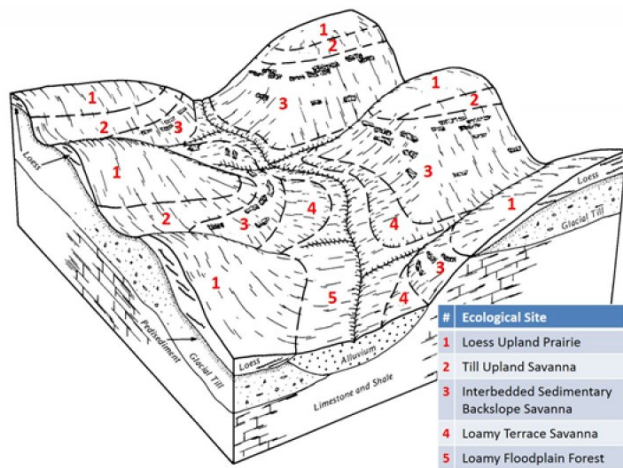 1
2
3
1
2
3
1
2
3
1
2
3
4
1
2
3
4
1
3
4
5
Loess
Pedisediment
Glacial Till
Loess
Alluvium
Limestone and Shale
Loess
Glacial Till
# Ecological Site
1 Loess Upland Prairie
2 Till Upland Savanna
3 Interbedded Sedimentary
Backslope Savanna
4 Loamy Terrace Savanna
5 Loamy Floodplain Forest